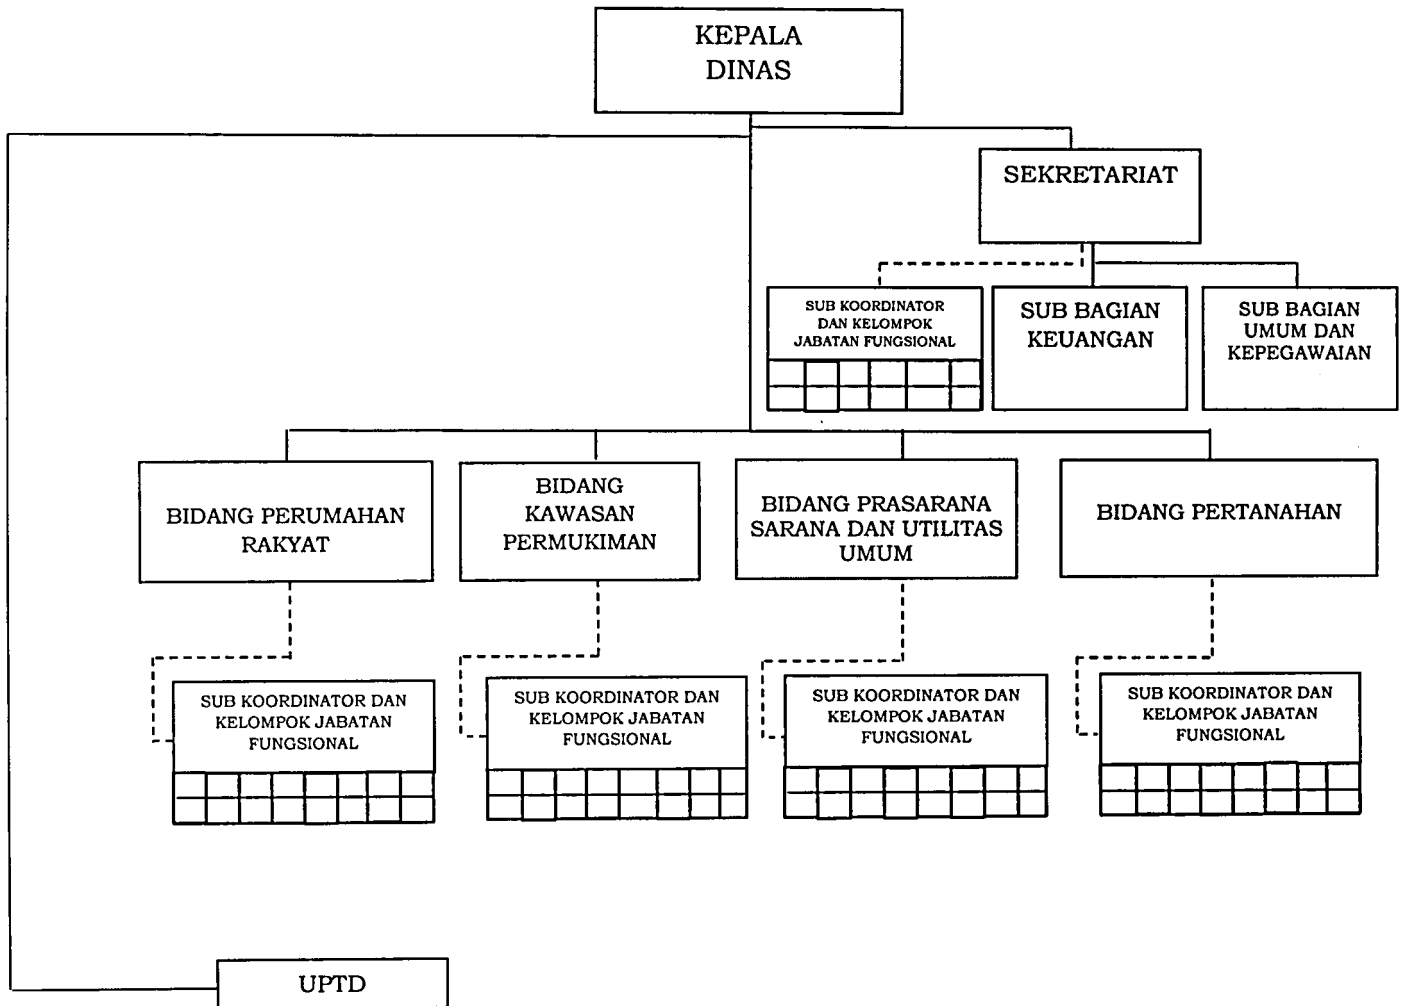 KEPALA
DINAS
SEKRETARIAT
SUB KOORDINATOR
DAN KELOMPOK
JABATAN FUNGSIONAL
SUB BAGIAN
KEUANGAN
SUB BAGIAN
UMUM DAN
KEPEGAWAIAN
BIDANG PERUMAHAN
RAKYAT
BIDANG
KAWASAN
PERMUKIMAN
BIDANG PRASARANA
SARANA DAN UTILITAS
UMUM
BIDANG PERTANAHAN
SUB KOORDINATOR DAN
KELOMPOK JABATAN
FUNGSIONAL
SUB KOORDINATOR DAN
KELOMPOK JABATAN
FUNGSIONAL
SUB KOORDINATOR DAN
KELOMPOK JABATAN
FUNGSIONAL
SUB KOORDINATOR DAN
KELOMPOK JABATAN
FUNGSIONAL
UPTD